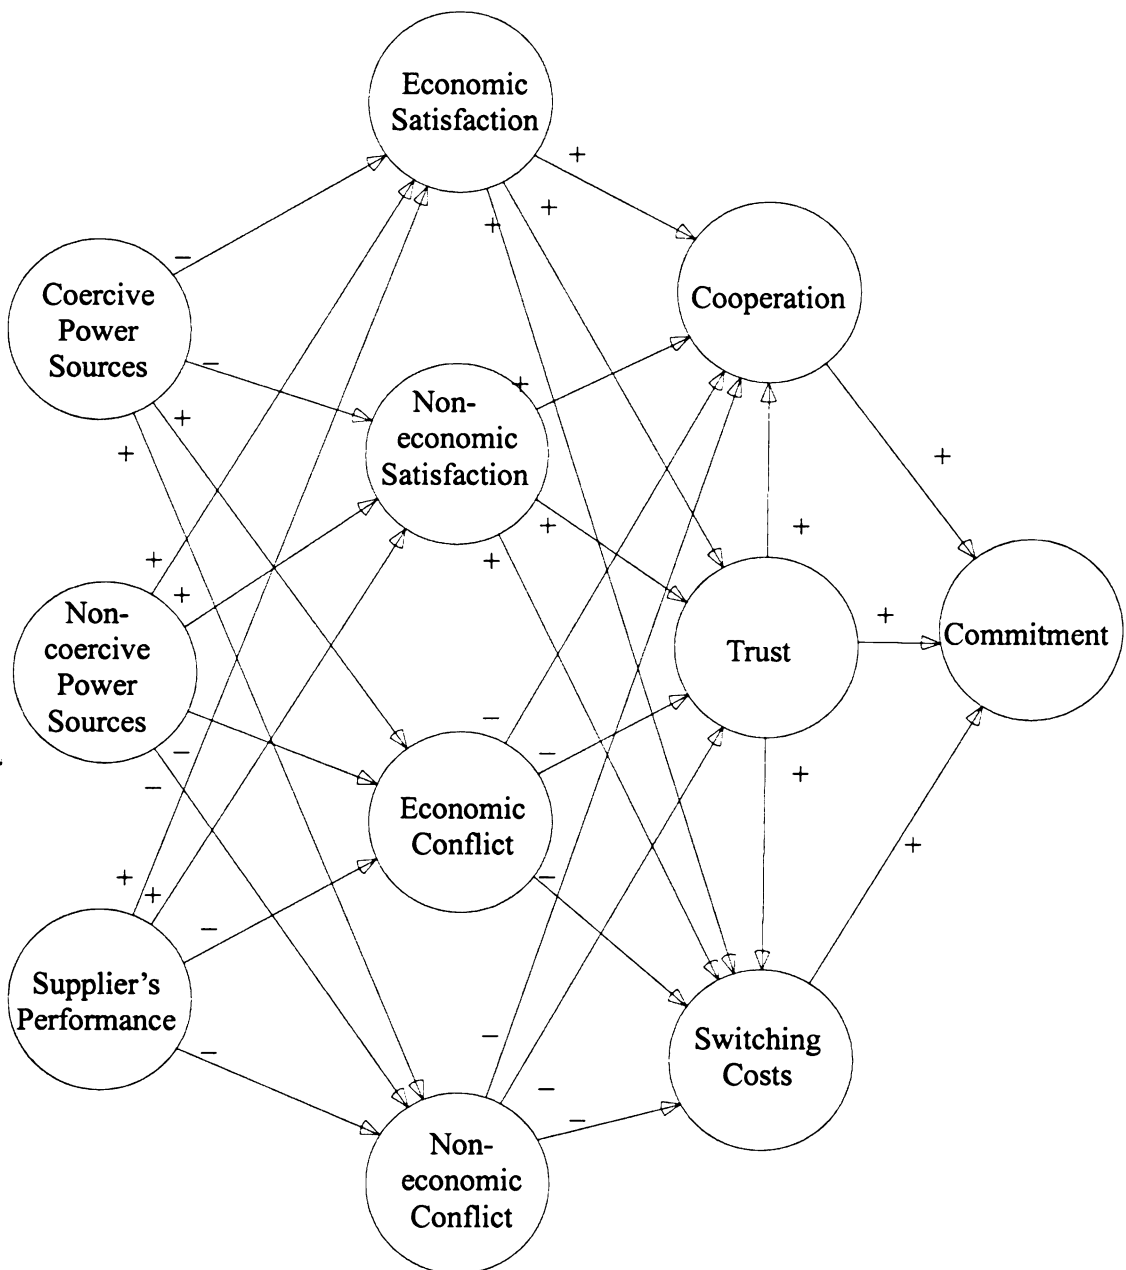 Economic
Satisfaction
+
+
+
−
Coercive
Power
Sources
Cooperation
−
+
Non-
economic
Satisfaction
+
+
+
+
+
+
+
+
Non-
coercive
Power
Sources
+
Trust
Commitment
−
−
−
−
+
Economic
Conflict
+
+
+
−
−
Supplier's
Performance
−
−
Switching
Costs
−
−
Non-
economic
Conflict